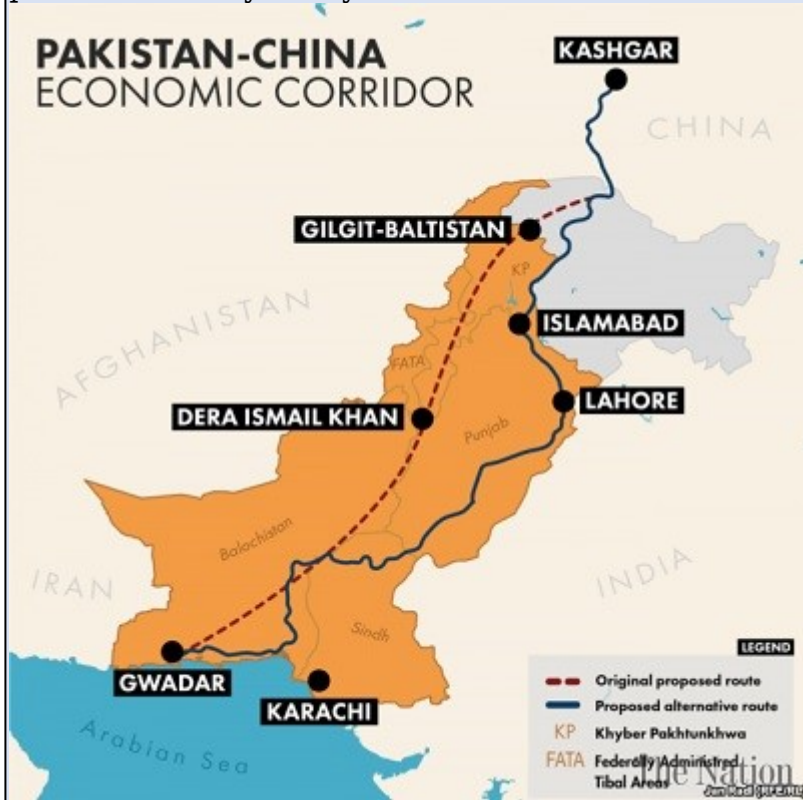 PAKISTAN-CHINA
ECONOMIC CORRIDOR
KASHGAR
CHINA
GILGIT-BALTISTAN
KP
ISLAMABAD
AFGHANISTAN
FATA
LAHORE
DERA ISMAIL KHAN
Punjab
Balochistan
IRAN
INDIA
Sindh
GWADAR
KARACHI
Arabian Sea
LEGEND
Original proposed route
Proposed alternative route
KP Khyber Pakhtunkhwa
FATA Federally Administred
Tibal Areas
The Nation